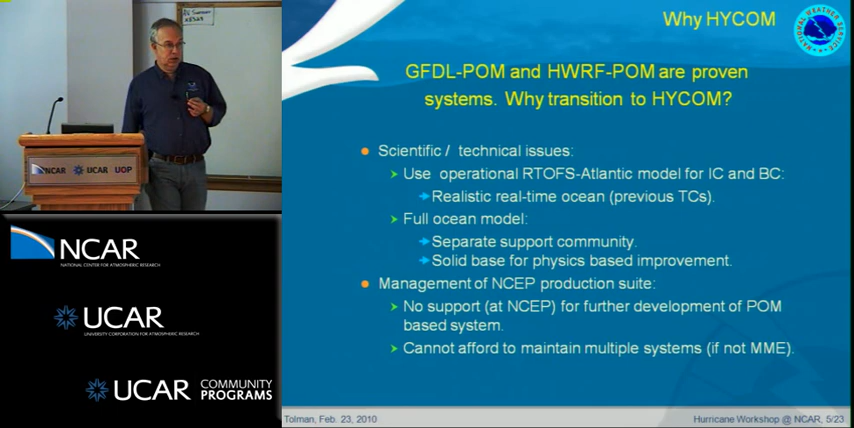 NCAR
UCAR
UOP
NCAR
NATIONAL CENTER FOR ATMOSPHERIC RESEARCH
UCAR
UNIVERSITY CORPORATION FOR ATMOSPHERIC RESEARCH
UCAR COMMUNITY
PROGRAMS
Why HYCOM
NATIONAL WEATHER SERVICE
GFDL-POM and HWRF-POM are proven
systems. Why transition to HYCOM?
Scientific / technical issues:
Use operational RTOFS-Atlantic model for IC and BC:
Realistic real-time ocean (previous TCs).
Full ocean model:
Separate support community.
Solid base for physics based improvement.
Management of NCEP production suite:
No support (at NCEP) for further development of POM
based system.
Cannot afford to maintain multiple systems (if not MME).
Tolman, Feb. 23, 2010
Hurricane Workshop @ NCAR, 5/23